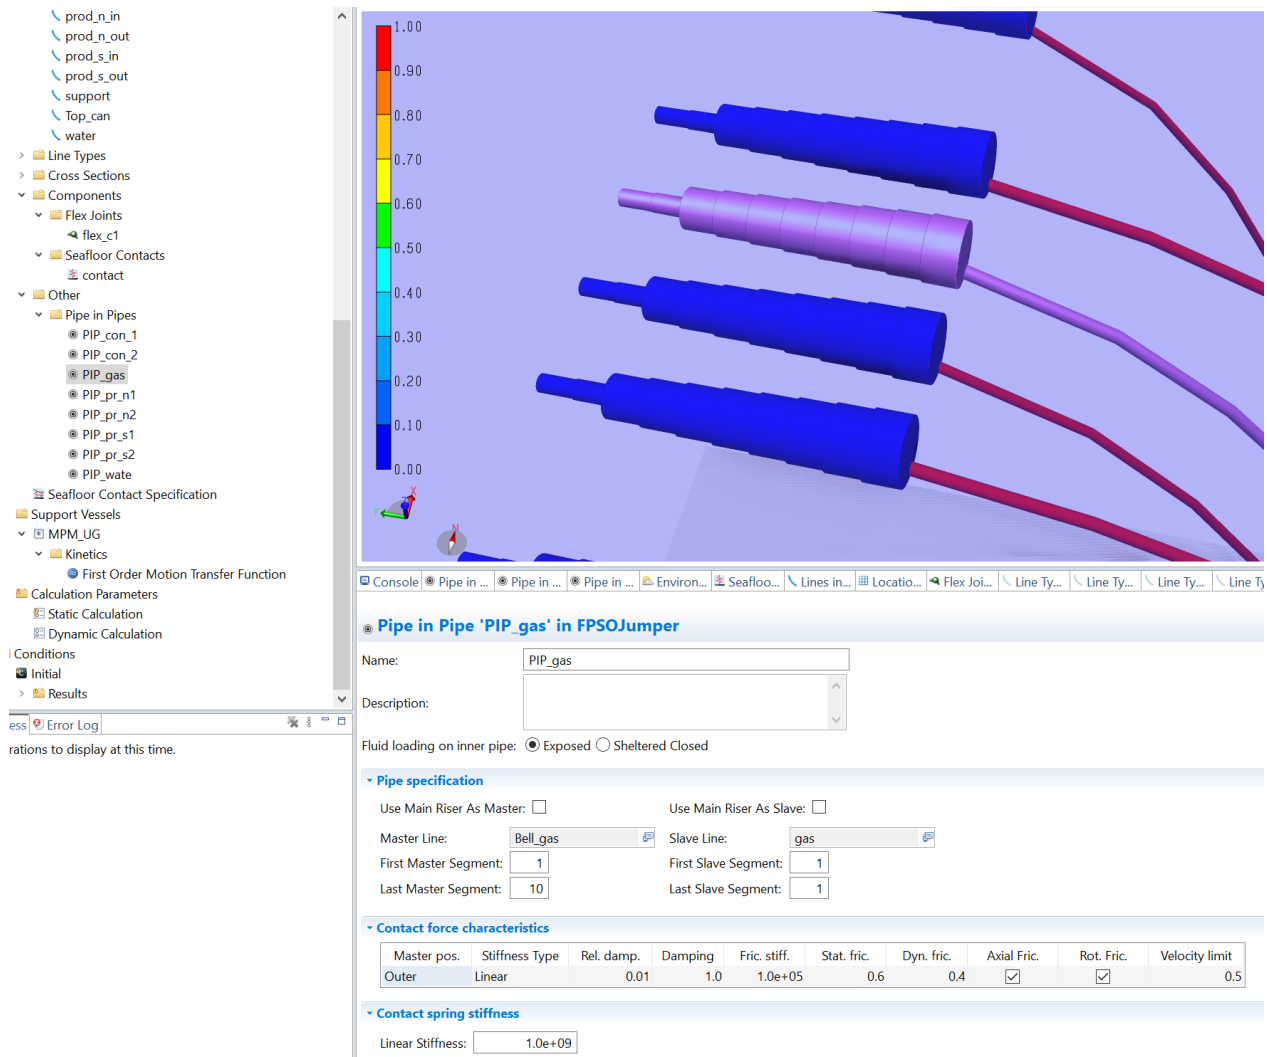 prod_n_in
prod_n_out
prod_s_in
prod_s_out
support
Top_can
water
Line Types
Cross Sections
Components
Flex Joints
flex_c1
Seafloor Contacts
contact
Other
Pipe in Pipes
PIP_con_1
PIP_con_2
PIP_gas
PIP_pr_n1
PIP_pr_n2
PIP_pr_s1
PIP_pr_s2
PIP_wate
Seafloor Contact Specification
Support Vessels
MPM_UG
Kinetics
First Order Motion Transfer Function
Calculation Parameters
Static Calculation
Dynamic Calculation
Conditions
Initial
Results
ess Error Log
rations to display at this time.
1.00
0.90
0.80
0.70
0.60
0.50
0.40
0.30
0.20
0.10
0.00
X
Z
Y
N
Console Pipe in ... Pipe in ... Pipe in ... Environ... Seafloo... Lines in... Locatio... Flex Joi... Line Ty... Line Ty... Line Ty... Line Ty
Pipe in Pipe 'PIP_gas' in FPSOJumper
Name: PIP_gas
Description:
Fluid loading on inner pipe: Exposed Sheltered Closed
Pipe specification
Use Main Riser As Master: Use Main Riser As Slave:
Master Line: Bell_gas Slave Line: gas
First Master Segment: 1 First Slave Segment: 1
Last Master Segment: 10 Last Slave Segment: 1
Contact force characteristics
Master pos. Stiffness Type Rel. damp. Damping Fric. stiff. Stat. fric. Dyn. fric. Axial Fric. Rot. Fric. Velocity limit
Outer Linear 0.01 1.0 1.0e+05 0.6 0.4 0.5
Contact spring stiffness
Linear Stiffness: 1.0e+09